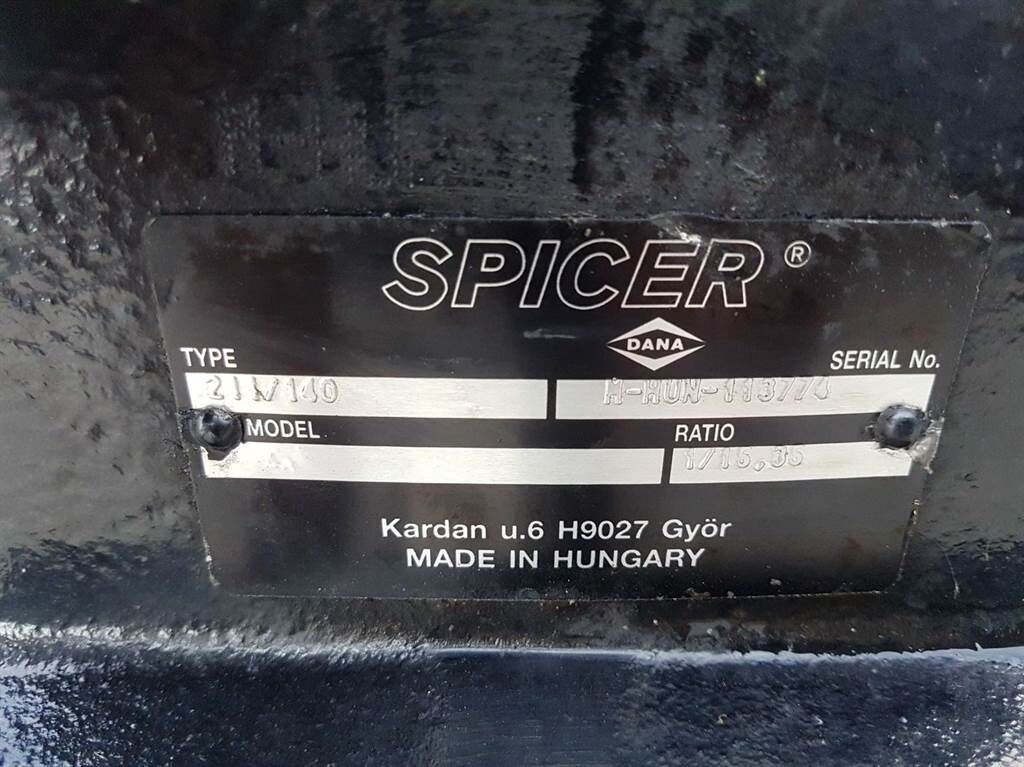 SPICER®
DANA
TYPE
SERIAL No.
MODEL
RATIO
Kardan u.6 H9027 Györ
MADE IN HUNGARY